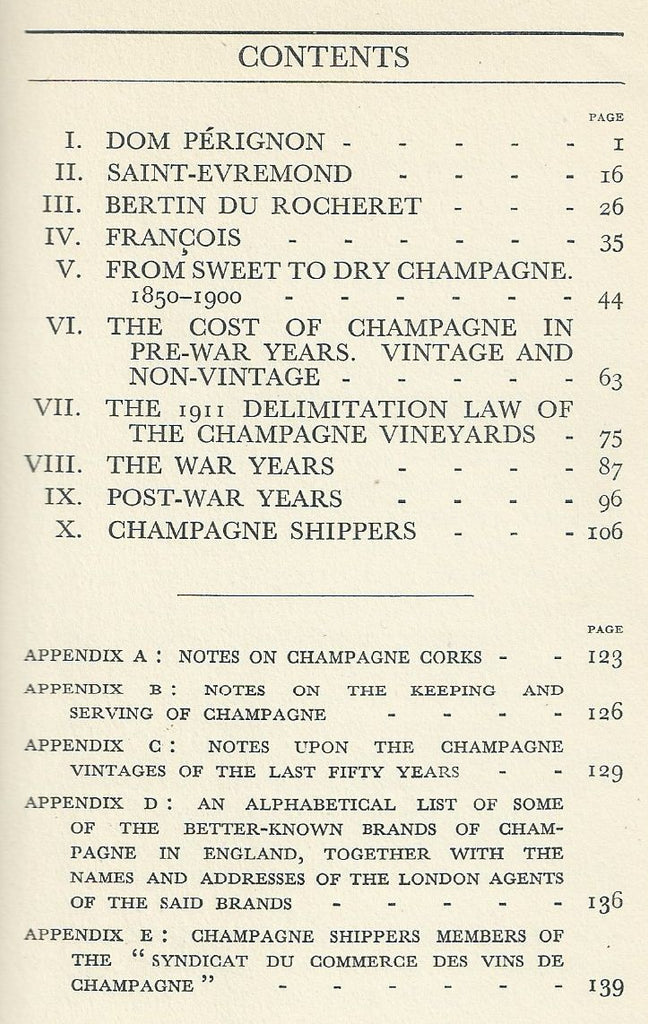 CONTENTS
PAGE
I. DOM PÉRIGNON - - - - - 1
II. SAINT-EVREMOND - - - - 16
III. BERTIN DU ROCHERET - - - 26
IV. FRANÇOIS - - - - - - 35
V. FROM SWEET TO DRY CHAMPAGNE.
1850–1900 - - - - - - 44
VI. THE COST OF CHAMPAGNE IN
PRE-WAR YEARS. VINTAGE AND
NON-VINTAGE - - - - - 63
VII. THE 1911 DELIMITATION LAW OF
THE CHAMPAGNE VINEYARDS - 75
VIII. THE WAR YEARS - - - - 87
IX. POST-WAR YEARS - - - - 96
X. CHAMPAGNE SHIPPERS - - - 106
PAGE
APPENDIX A : NOTES ON CHAMPAGNE CORKS - - 123
APPENDIX B : NOTES ON THE KEEPING AND
SERVING OF CHAMPAGNE - - - - 126
APPENDIX C : NOTES UPON THE CHAMPAGNE
VINTAGES OF THE LAST FIFTY YEARS - - 129
APPENDIX D : AN ALPHABETICAL LIST OF SOME
OF THE BETTER-KNOWN BRANDS OF CHAM-
PAGNE IN ENGLAND, TOGETHER WITH THE
NAMES AND ADDRESSES OF THE LONDON AGENTS
OF THE SAID BRANDS - - - - - 136
APPENDIX E : CHAMPAGNE SHIPPERS MEMBERS OF
THE “ SYNDICAT DU COMMERCE DES VINS DE
CHAMPAGNE ” - - - - - - 139